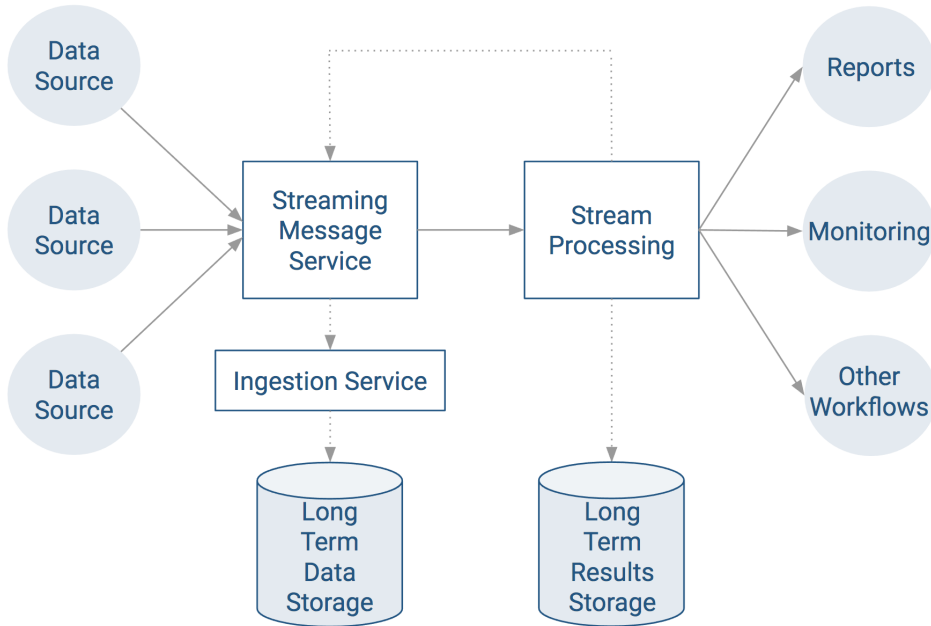 Data
Source
Data
Source
Data
Source
Streaming
Message
Service
Ingestion Service
Long
Term
Data
Storage
Stream
Processing
Long
Term
Results
Storage
Reports
Monitoring
Other
Workflows